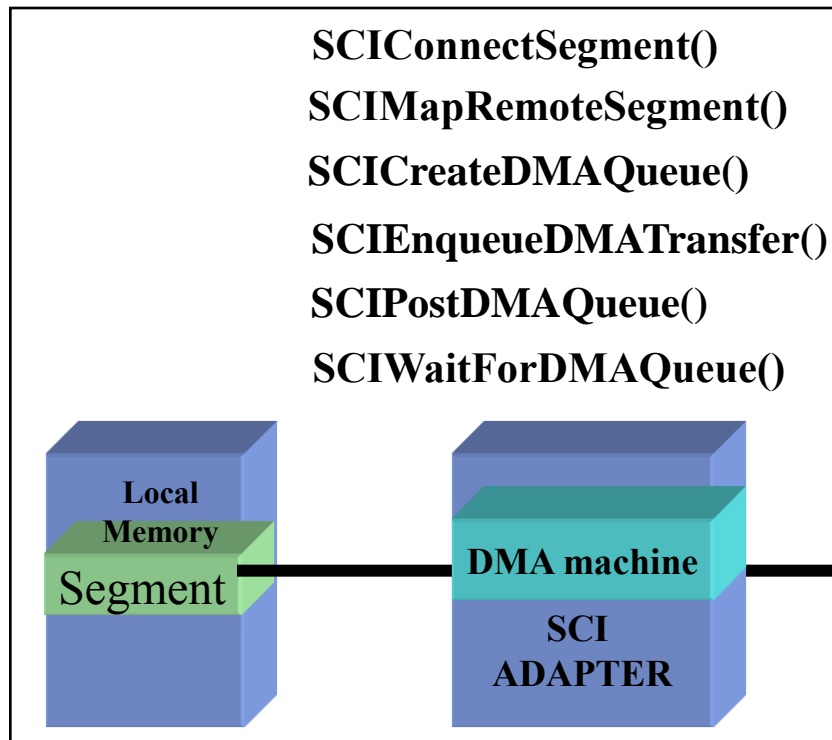 SCIConnectSegment()
SCIMapRemoteSegment()
SCICreateDMAQueue()
SCIEnqueueDMATransfer()
SCIPostDMAQueue()
SCIWaitForDMAQueue()
Local
Memory
Segment
DMA machine
SCI
ADAPTER